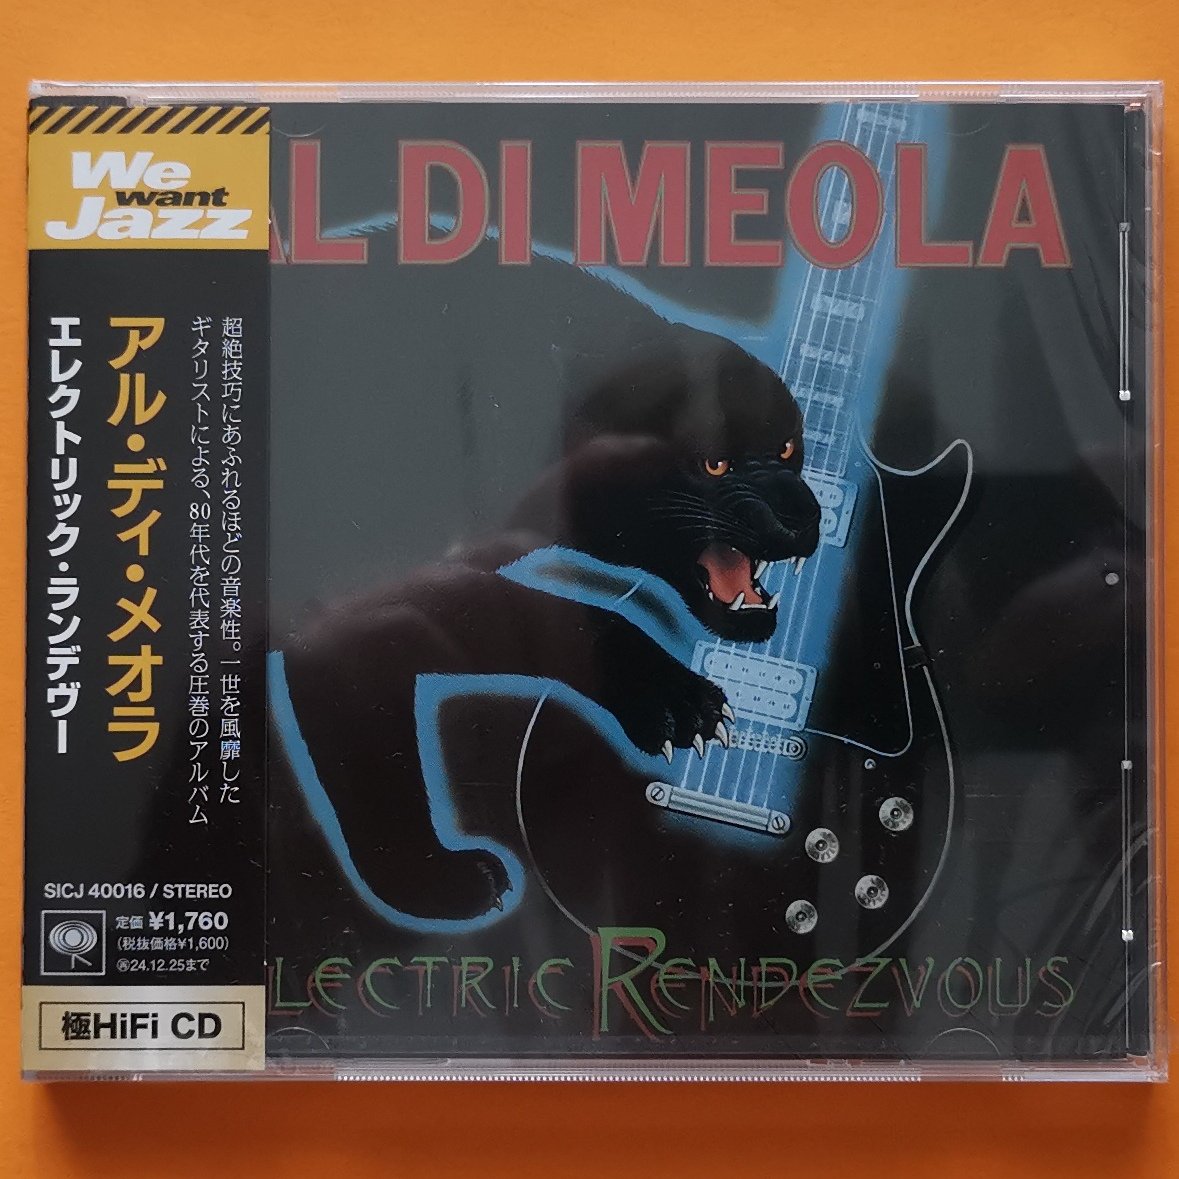 We
want
Jazz
超絶技巧にあふれるほどの音楽性。一世を風靡した
ギタリストによる、80年代を代表する圧巻のアルバム
アル・ディ・メオラ
エレクトリック・ランデヴー
SICJ 40016 / STEREO
定価 ¥1,760
(税抜価格¥1,600)
㋐24.12.25まで
極HiFi CD
AL DI MEOLA
LECTRIC RENDEZVOUS